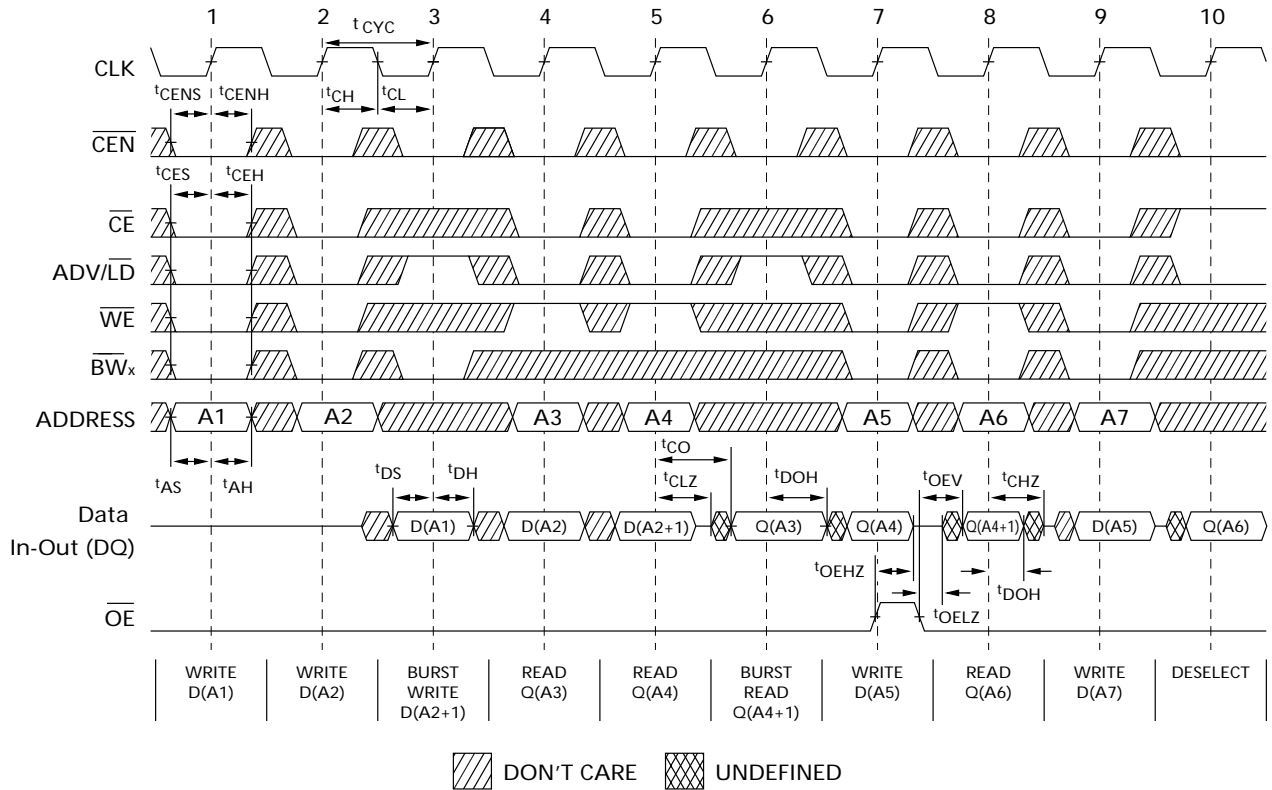 1 2 3 4 5 6 7 8 9 10
tCYC
CLK
tCENS tCENH tCH tCL
CEN
tCES tCEH
CE
ADV/LD
WE
BWx
ADDRESS A1 A2 A3 A4 A5 A6 A7
tCO
tAS tAH tDS tDH tCLZ tDOH tOEV tCHZ
Data
In-Out (DQ)
D(A1) D(A2) D(A2+1) Q(A3) Q(A4) Q(A4+1) D(A5) Q(A6)
tOEHZ tDOH
tOELZ
OE
WRITE
D(A1)
WRITE
D(A2)
BURST
WRITE
D(A2+1)
READ
Q(A3)
READ
Q(A4)
BURST
READ
Q(A4+1)
WRITE
D(A5)
READ
Q(A6)
WRITE
D(A7)
DESELECT
DON'T CARE UNDEFINED